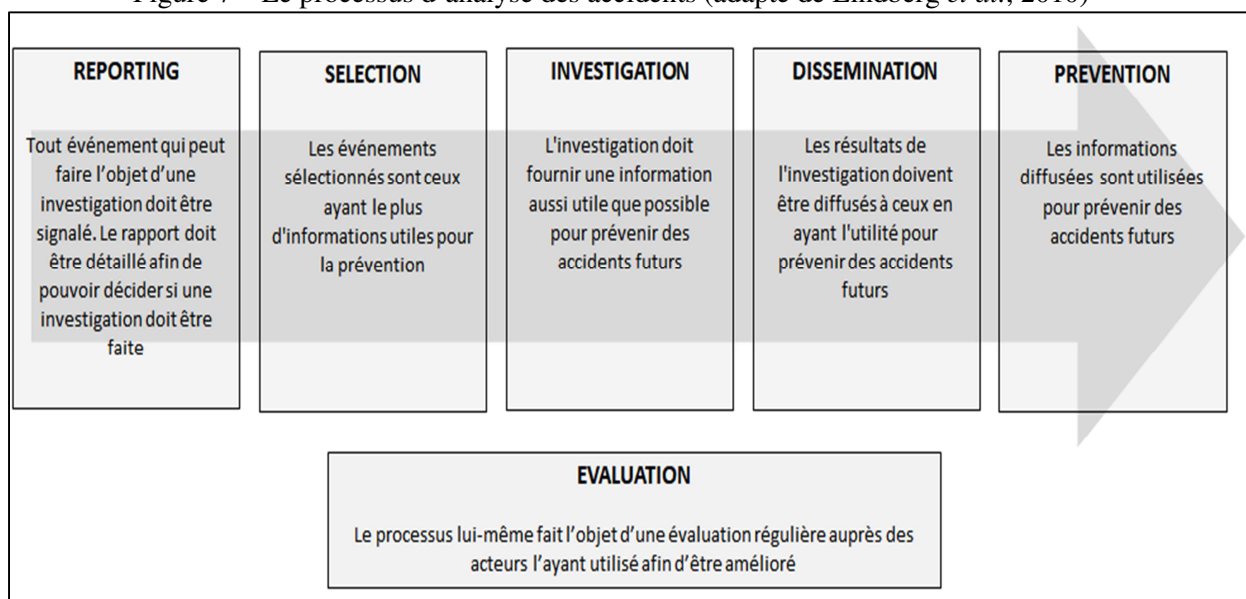 Figure 7 – Le processus d'analyse des accidents (adapté de Lindberg et al., 2010)
REPORTING
Tout événement qui peut
faire l'objet d'une
investigation doit être
signalé. Le rapport doit
être détaillé afin de
pouvoir décider si une
investigation doit être
faite
SELECTION
Les événements
sélectionnés sont ceux
ayant le plus
d'informations utiles pour
la prévention
INVESTIGATION
L'investigation doit
fournir une information
aussi utile que possible
pour prévenir des
accidents futurs
DISSEMINATION
Les résultats de
l'investigation doivent
être diffusés à ceux en
ayant l'utilité pour
prévenir des accidents
futurs
PREVENTION
Les informations
diffusées sont utilisées
pour prévenir des
accidents futurs
EVALUATION
Le processus lui-même fait l'objet d'une évaluation régulière auprès des
acteurs l'ayant utilisé afin d'être amélioré